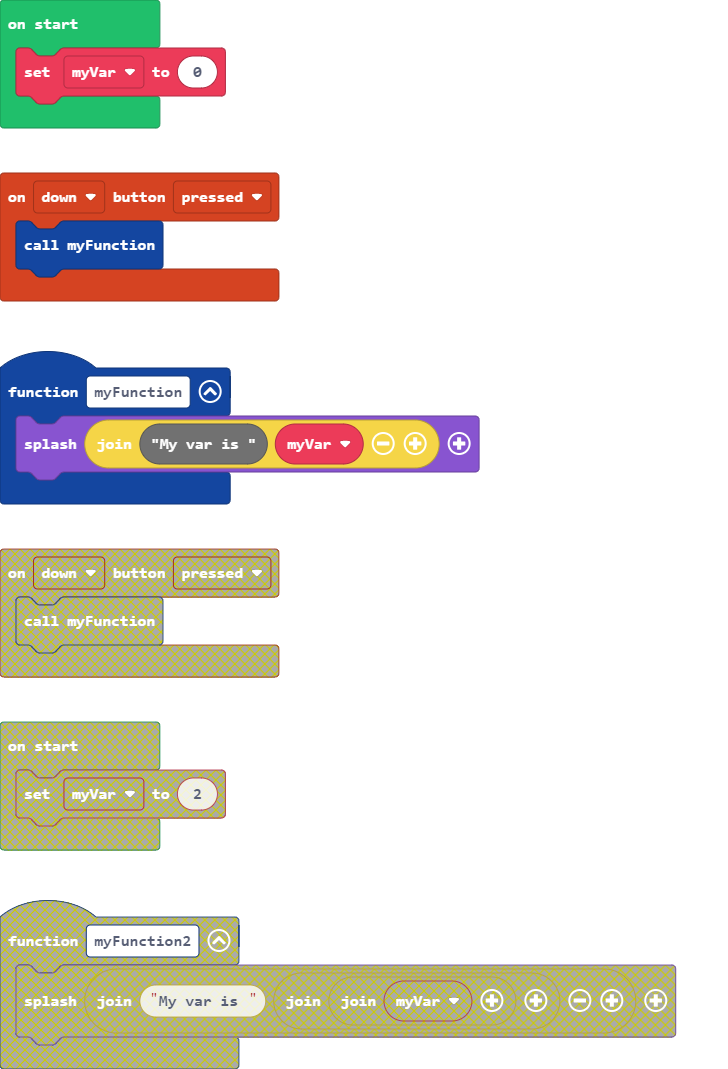 on start
set myVar to 0
on down button pressed
call myFunction
function myFunction
splash join "My var is " myVar
on down button pressed
call myFunction
on start
set myVar to 2
function myFunction2
splash join "My var is " join join myVar